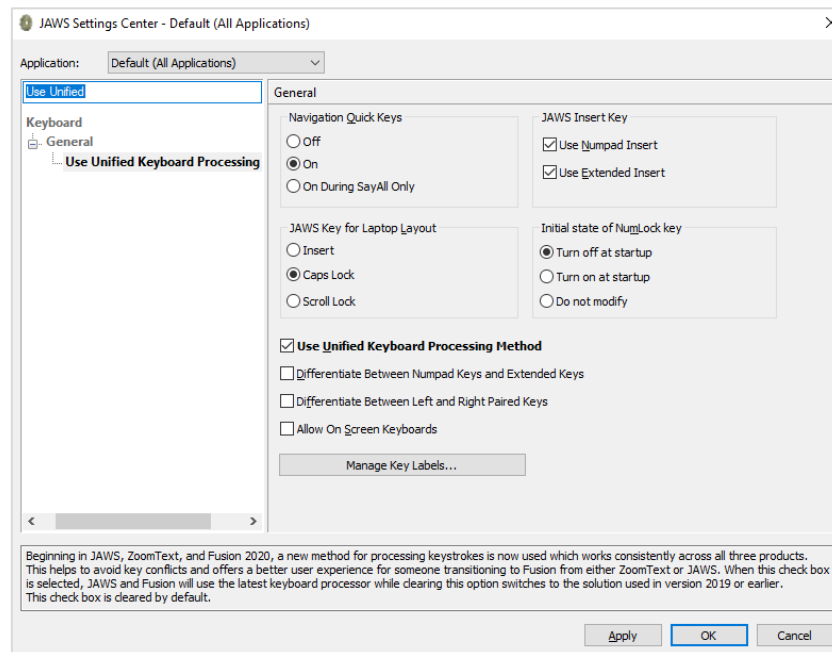 JAWS Settings Center - Default (All Applications)
Application: Default (All Applications)
Use Unified
Keyboard
General
Use Unified Keyboard Processing
General
Navigation Quick Keys
Off
On
On During SayAll Only
JAWS Insert Key
Use Numpad Insert
Use Extended Insert
JAWS Key for Laptop Layout
Insert
Caps Lock
Scroll Lock
Initial state of NumLock key
Turn off at startup
Turn on at startup
Do not modify
Use Unified Keyboard Processing Method
Differentiate Between Numpad Keys and Extended Keys
Differentiate Between Left and Right Paired Keys
Allow On Screen Keyboards
Manage Key Labels...
Beginning in JAWS, ZoomText, and Fusion 2020, a new method for processing keystrokes is now used which works consistently across all three products.
This helps to avoid key conflicts and offers a better user experience for someone transitioning to Fusion from either ZoomText or JAWS. When this check box
is selected, JAWS and Fusion will use the latest keyboard processor while clearing this option switches to the solution used in version 2019 or earlier.
This check box is cleared by default.
Apply OK Cancel